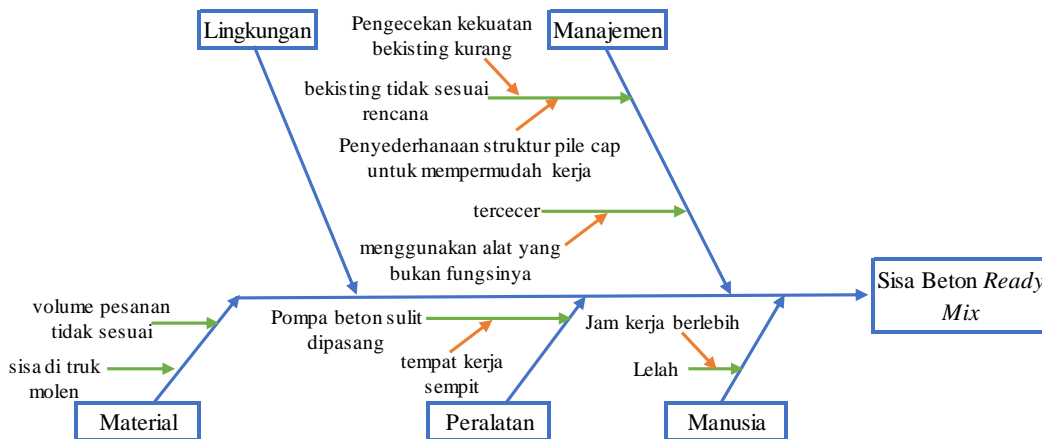 Lingkungan
Pengecekan kekuatan
bekisting kurang
Manajemen
bekisting tidak sesuai
rencana
Penyederhanaan struktur pile cap
untuk mempermudah kerja
tercecer
menggunakan alat yang
bukan fungsinya
Sisa Beton Ready
Mix
volume pesanan
tidak sesuai
sisa di truk
molen
Pompa beton sulit
dipasang
tempat kerja
sempit
Jam kerja berlebih
Lelah
Material
Peralatan
Manusia